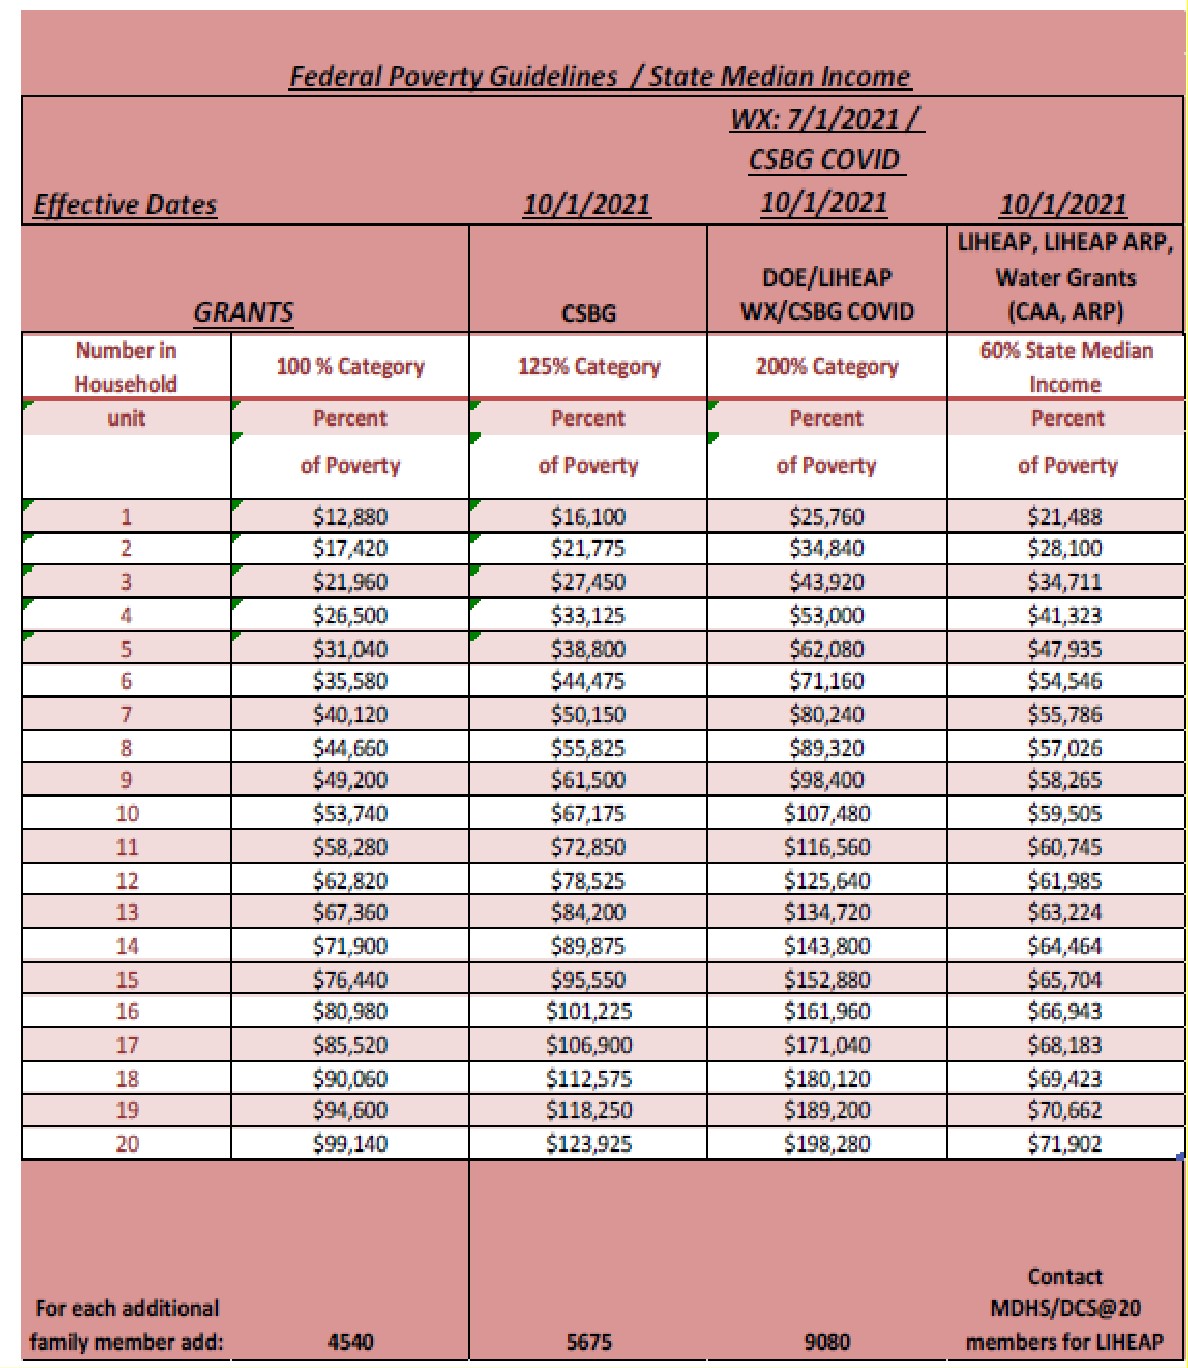 Federal Poverty Guidelines / State Median Income
WX: 7/1/2021 /
CSBG COVID
Effective Dates 10/1/2021 10/1/2021 10/1/2021
LIHEAP, LIHEAP ARP,
DOE/LIHEAP Water Grants
GRANTS CSBG WX/CSBG COVID (CAA, ARP)
Number in Household 100 % Category 125% Category 200% Category 60% State Median Income
unit Percent Percent Percent Percent
of Poverty of Poverty of Poverty of Poverty
1 $12,880 $16,100 $25,760 $21,488
2 $17,420 $21,775 $34,840 $28,100
3 $21,960 $27,450 $43,920 $34,711
4 $26,500 $33,125 $53,000 $41,323
5 $31,040 $38,800 $62,080 $47,935
6 $35,580 $44,475 $71,160 $54,546
7 $40,120 $50,150 $80,240 $55,786
8 $44,660 $55,825 $89,320 $57,026
9 $49,200 $61,500 $98,400 $58,265
10 $53,740 $67,175 $107,480 $59,505
11 $58,280 $72,850 $116,560 $60,745
12 $62,820 $78,525 $125,640 $61,985
13 $67,360 $84,200 $134,720 $63,224
14 $71,900 $89,875 $143,800 $64,464
15 $76,440 $95,550 $152,880 $65,704
16 $80,980 $101,225 $161,960 $66,943
17 $85,520 $106,900 $171,040 $68,183
18 $90,060 $112,575 $180,120 $69,423
19 $94,600 $118,250 $189,200 $70,662
20 $99,140 $123,925 $198,280 $71,902
Contact
For each additional MDHS/DCS@20
family member add: 4540 5675 9080 members for LIHEAP